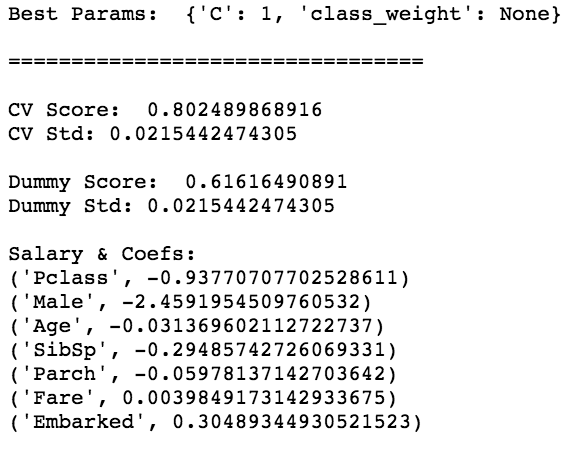 Best Params:  {'C': 1, 'class_weight': None}
=================================
CV Score:  0.802489868916
CV Std: 0.0215442474305
Dummy Score:  0.61616490891
Dummy Std: 0.0215442474305
Salary & Coefs:
('Pclass', -0.93770707702528611)
('Male', -2.4591954509760532)
('Age', -0.031369602112722737)
('SibSp', -0.29485742726069331)
('Parch', -0.05978137142703642)
('Fare', 0.0039849173142933675)
('Embarked', 0.30489344930521523)